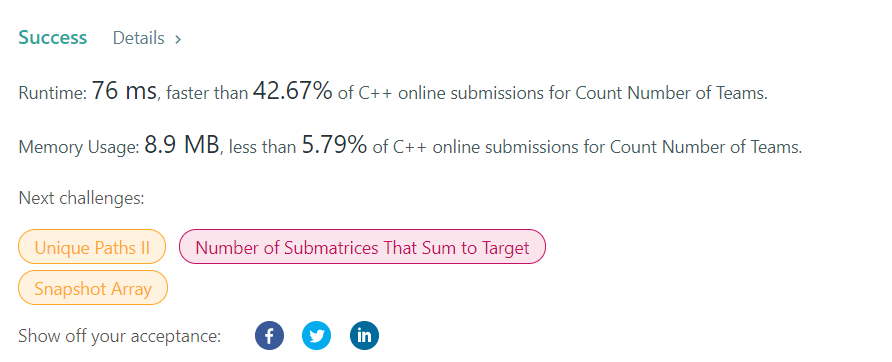 Success Details >
Runtime: 76 ms, faster than 42.67% of C++ online submissions for Count Number of Teams.
Memory Usage: 8.9 MB, less than 5.79% of C++ online submissions for Count Number of Teams.
Next challenges:
Unique Paths II Number of Submatrices That Sum to Target
Snapshot Array
Show off your acceptance: f in